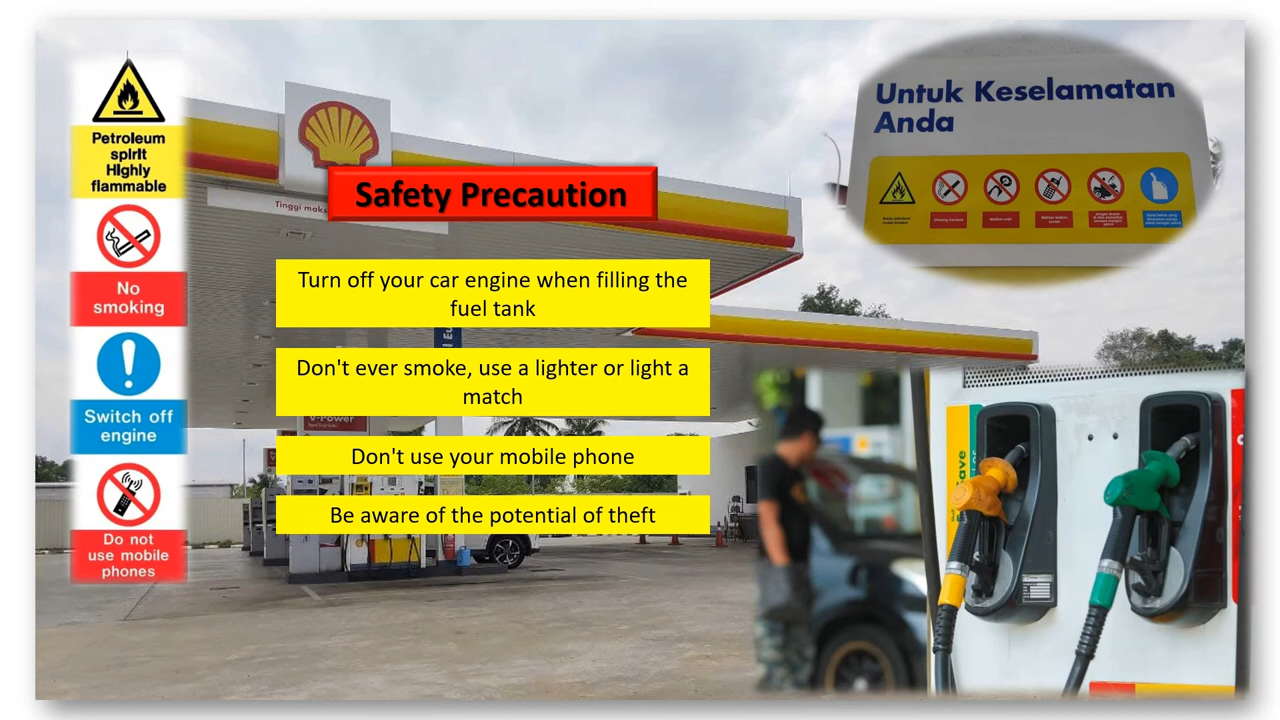 Petroleum
spirit
Highly
flammable
No
smoking
Switch off
engine
Do not
use mobile
phones
Untuk Keselamatan
Anda
Tinggi maks
Safety Precaution
Turn off your car engine when filling the
fuel tank
Don't ever smoke, use a lighter or light a
match
Don't use your mobile phone
Be aware of the potential of theft
V-Power